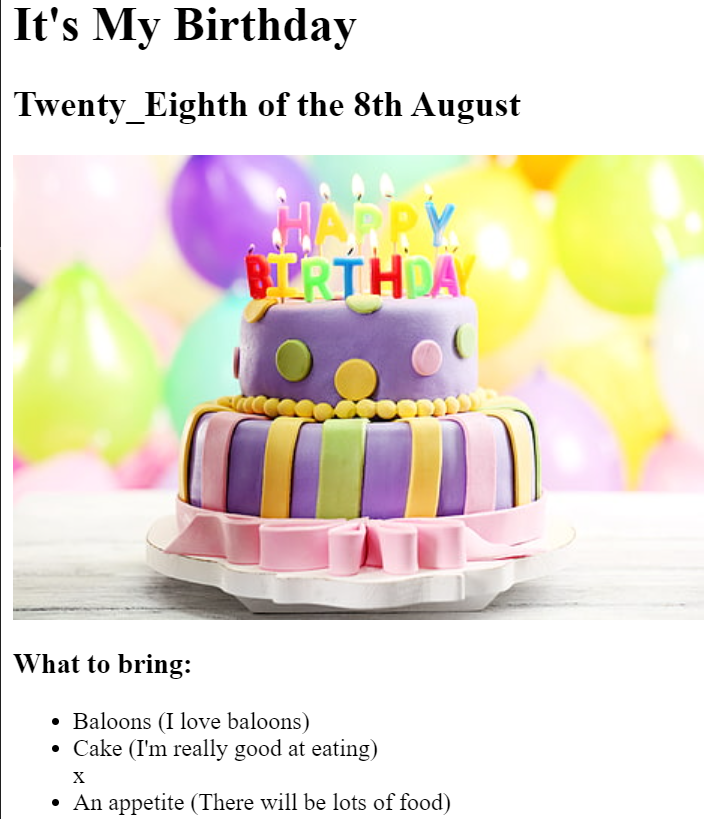 It's My Birthday
Twenty_Eighth of the 8th August
HAPPY
BIRTHDAY
What to bring:
Baloons (I love baloons)
Cake (I'm really good at eating)
x
An appetite (There will be lots of food)